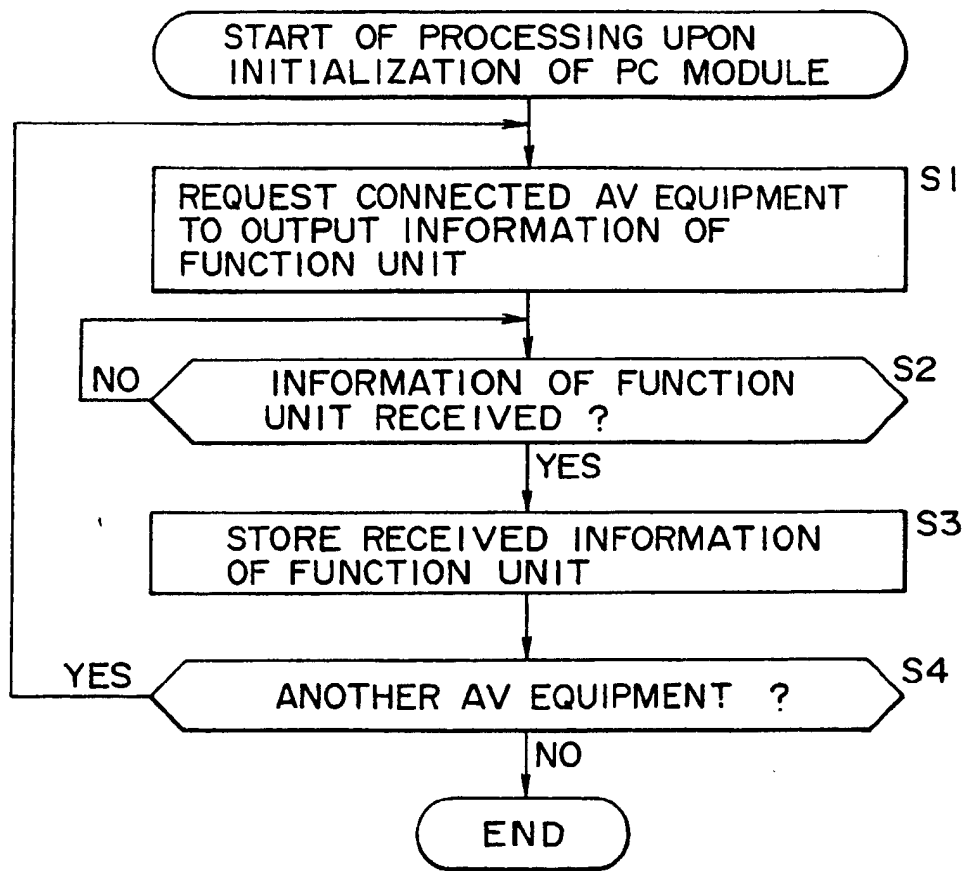 START OF PROCESSING UPON
INITIALIZATION OF PC MODULE
REQUEST CONNECTED AV EQUIPMENT
TO OUTPUT INFORMATION OF
FUNCTION UNIT
S1
NO
INFORMATION OF FUNCTION
UNIT RECEIVED ?
S2
YES
STORE RECEIVED INFORMATION
OF FUNCTION UNIT
S3
YES
ANOTHER AV EQUIPMENT ?
S4
NO
END